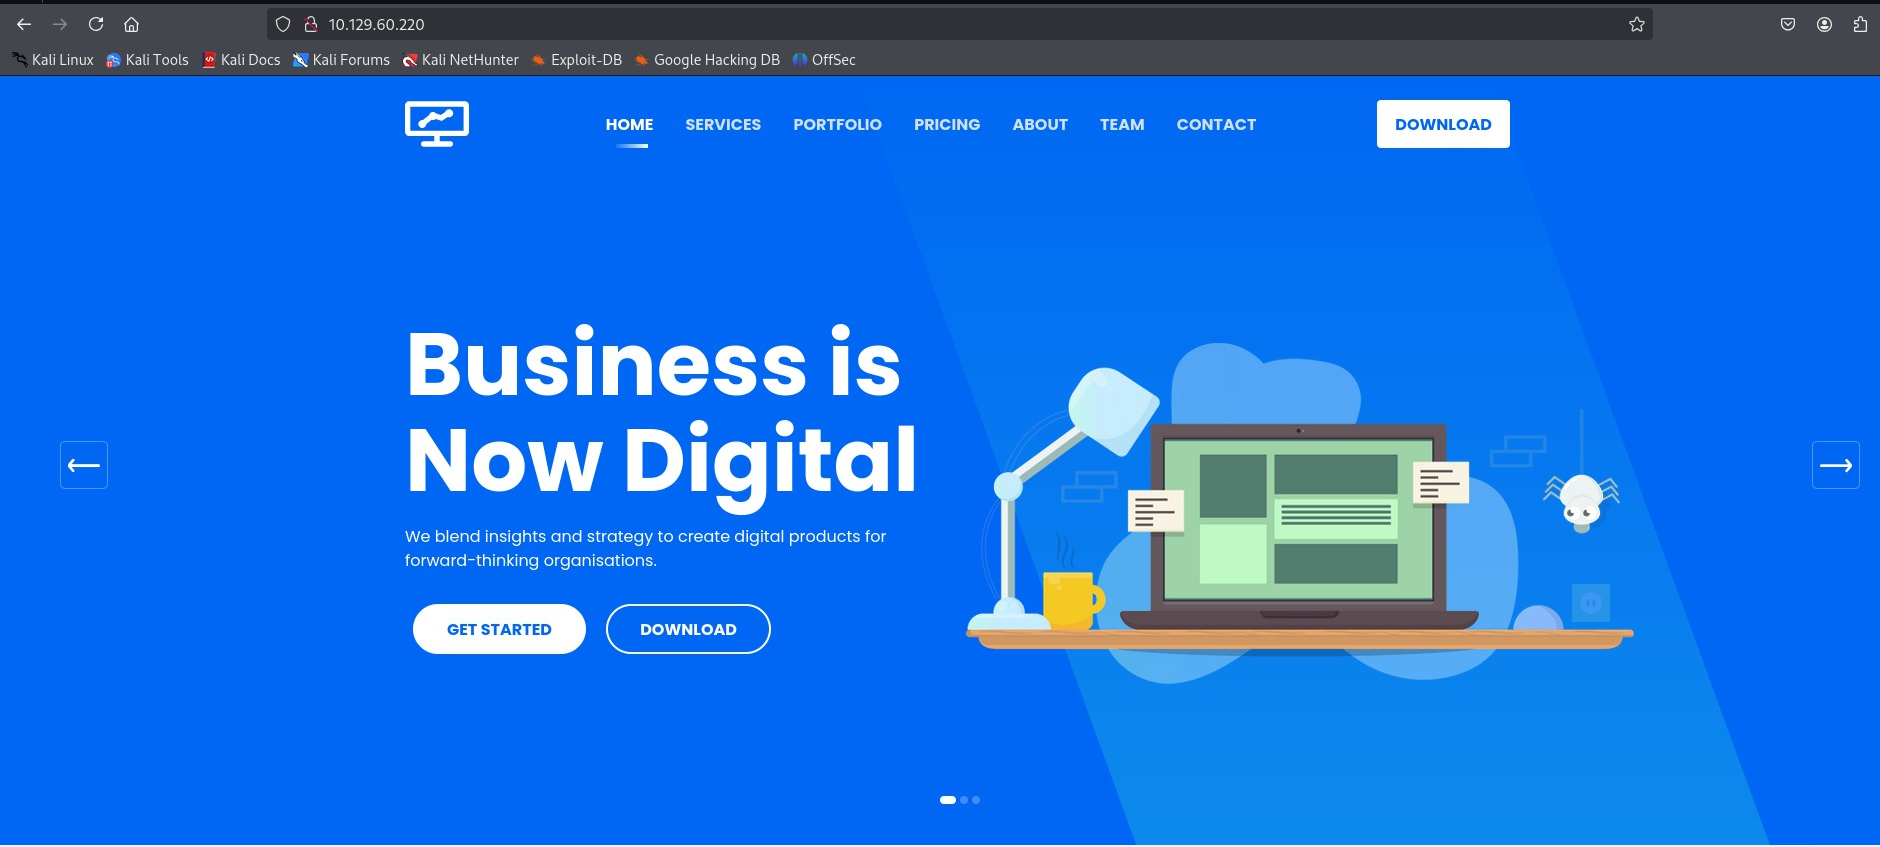 10.129.60.220
Kali Linux Kali Tools Kali Docs Kali Forums Kali NetHunter Exploit-DB Google Hacking DB OffSec
HOME SERVICES PORTFOLIO PRICING ABOUT TEAM CONTACT DOWNLOAD
Business is
Now Digital
We blend insights and strategy to create digital products for
forward-thinking organisations.
GET STARTED DOWNLOAD